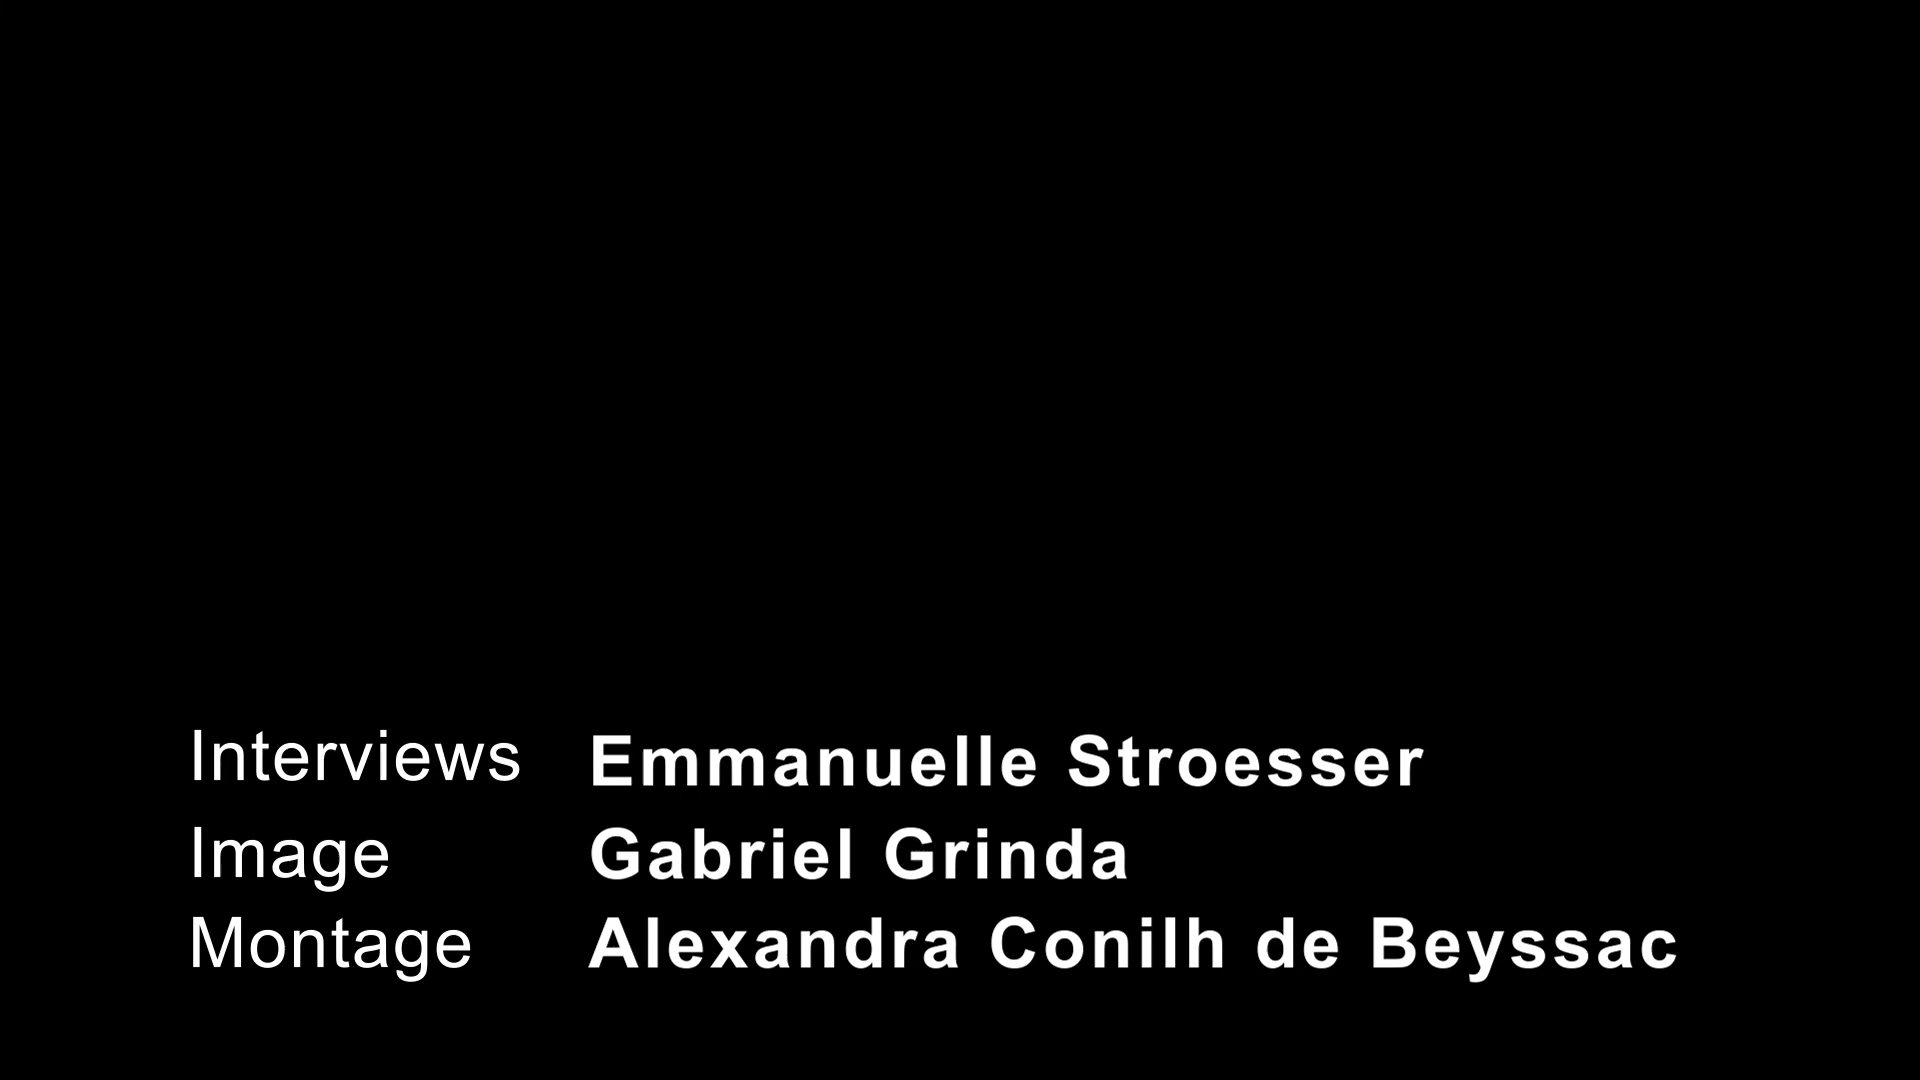 Interviews Emmanuelle Stroesser
Image Gabriel Grinda
Montage Alexandra Conilh de Beyssac